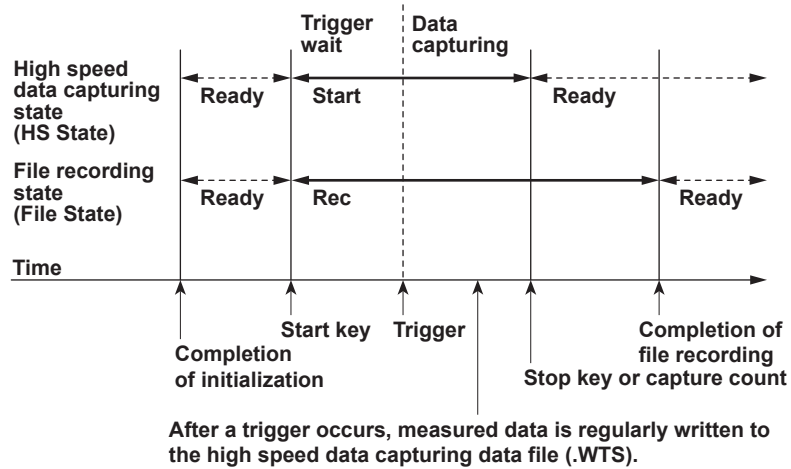 Trigger wait
Data capturing
High speed data capturing state (HS State)
Ready
Start
Ready
File recording state (File State)
Ready
Rec
Ready
Time
Start key
Trigger
Completion of initialization
Completion of file recording
Stop key or capture count
After a trigger occurs, measured data is regularly written to
the high speed data capturing data file (.WTS).